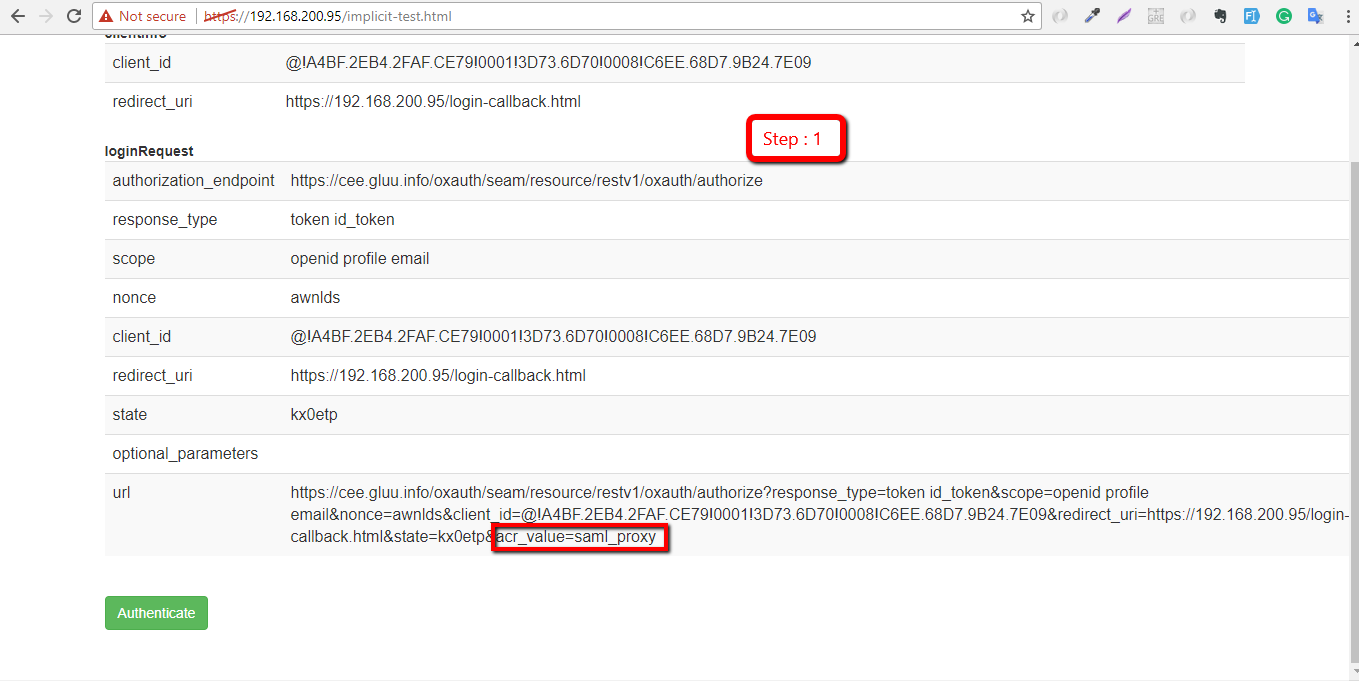 Not secure https://192.168.200.95/implicit-test.html
clientInfo
client_id @!A4BF.2EB4.2FAF.CE79!0001!3D73.6D70!0008!C6EE.68D7.9B24.7E09
redirect_uri https://192.168.200.95/login-callback.html
Step : 1
loginRequest
authorization_endpoint https://cee.gluu.info/oxauth/seam/resource/restv1/oxauth/authorize
response_type token id_token
scope openid profile email
nonce awnlds
client_id @!A4BF.2EB4.2FAF.CE79!0001!3D73.6D70!0008!C6EE.68D7.9B24.7E09
redirect_uri https://192.168.200.95/login-callback.html
state kx0etp
optional_parameters
url https://cee.gluu.info/oxauth/seam/resource/restv1/oxauth/authorize?response_type=token id_token&scope=openid profile
email&nonce=awnlds&client_id=@!A4BF.2EB4.2FAF.CE79!0001!3D73.6D70!0008!C6EE.68D7.9B24.7E09&redirect_uri=https://192.168.200.95/login-
callback.html&state=kx0etp&acr_value=saml_proxy
Authenticate